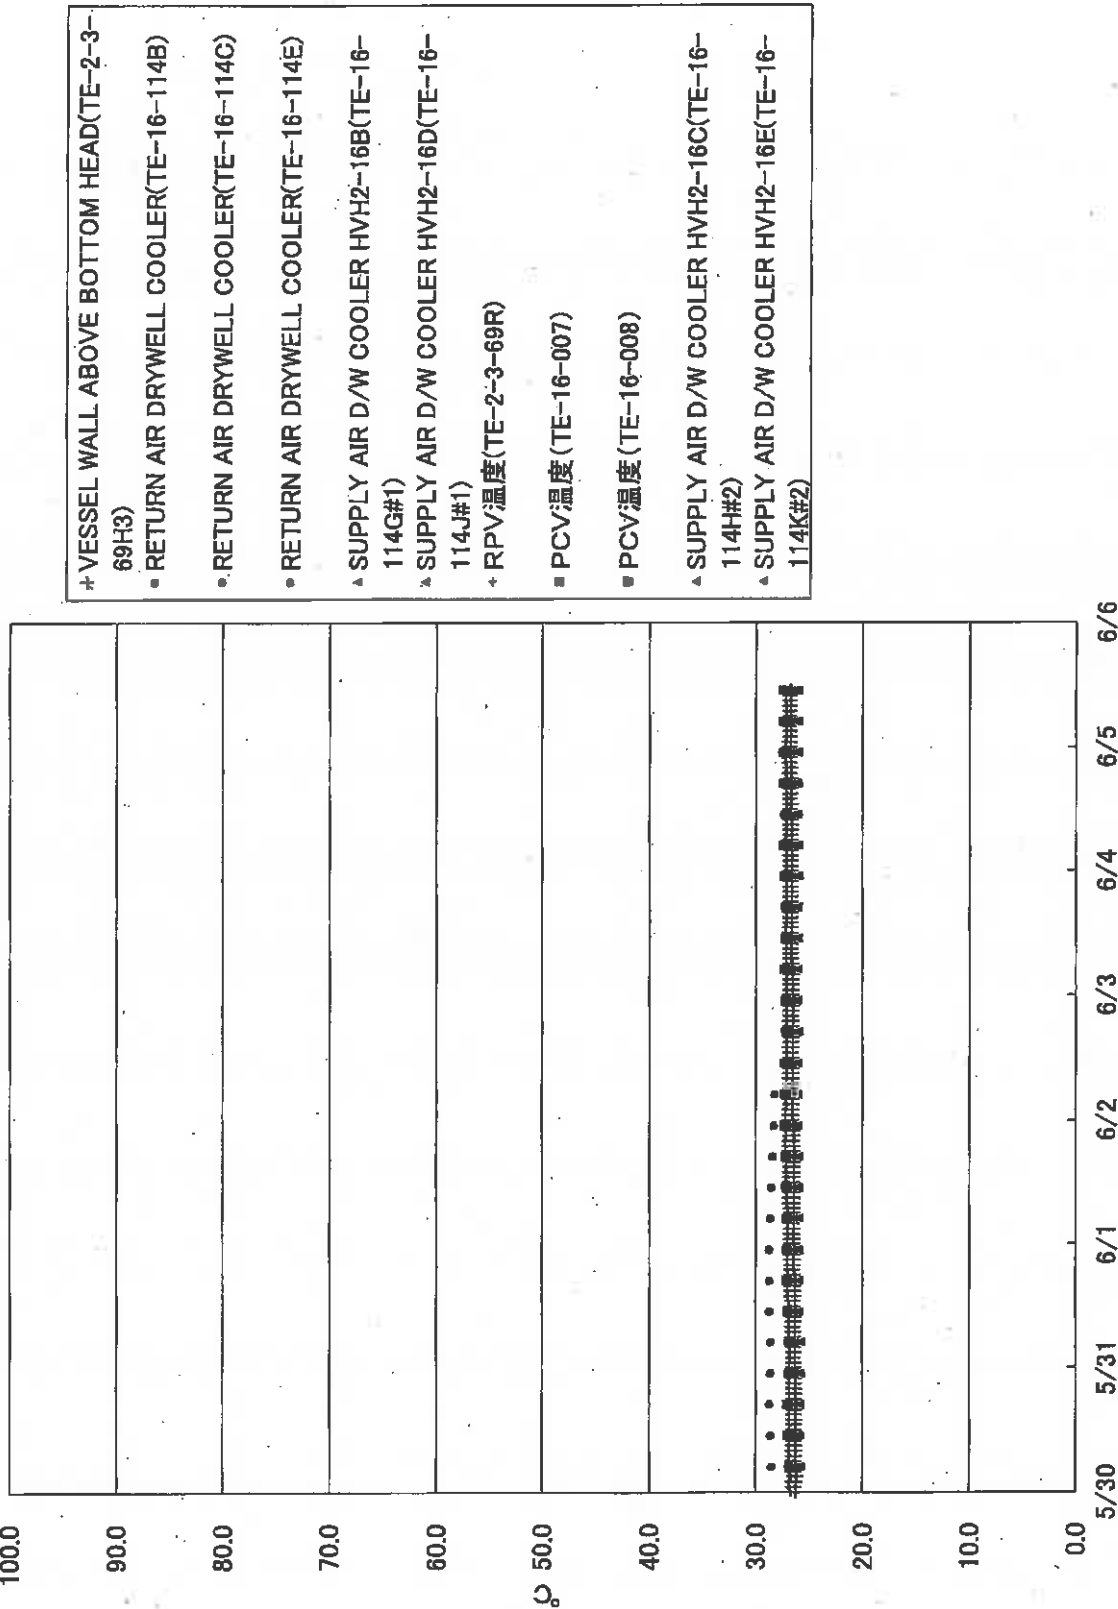 100.0
90.0
80.0
70.0
60.0
50.0
40.0
30.0
20.0
10.0
0.0
℃
5/30
5/31
6/1
6/2
6/3
6/4
6/5
6/6
VESSEL WALL ABOVE BOTTOM HEAD(TE-2-3-
69H3)
RETURN AIR DRYWELL COOLER(TE-16-114B)
RETURN AIR DRYWELL COOLER(TE-16-114C)
RETURN AIR DRYWELL COOLER(TE-16-114E)
SUPPLY AIR D/W COOLER HVH2-16B(TE-16-
114G#1)
SUPPLY AIR D/W COOLER HVH2-16D(TE-16-
114J#1)
RPV温度(TE-2-3-69R)
PCV温度(TE-16-007)
PCV温度(TE-16-008)
SUPPLY AIR D/W COOLER HVH2-16C(TE-16-
114H#2)
SUPPLY AIR D/W COOLER HVH2-16E(TE-16-
114K#2)